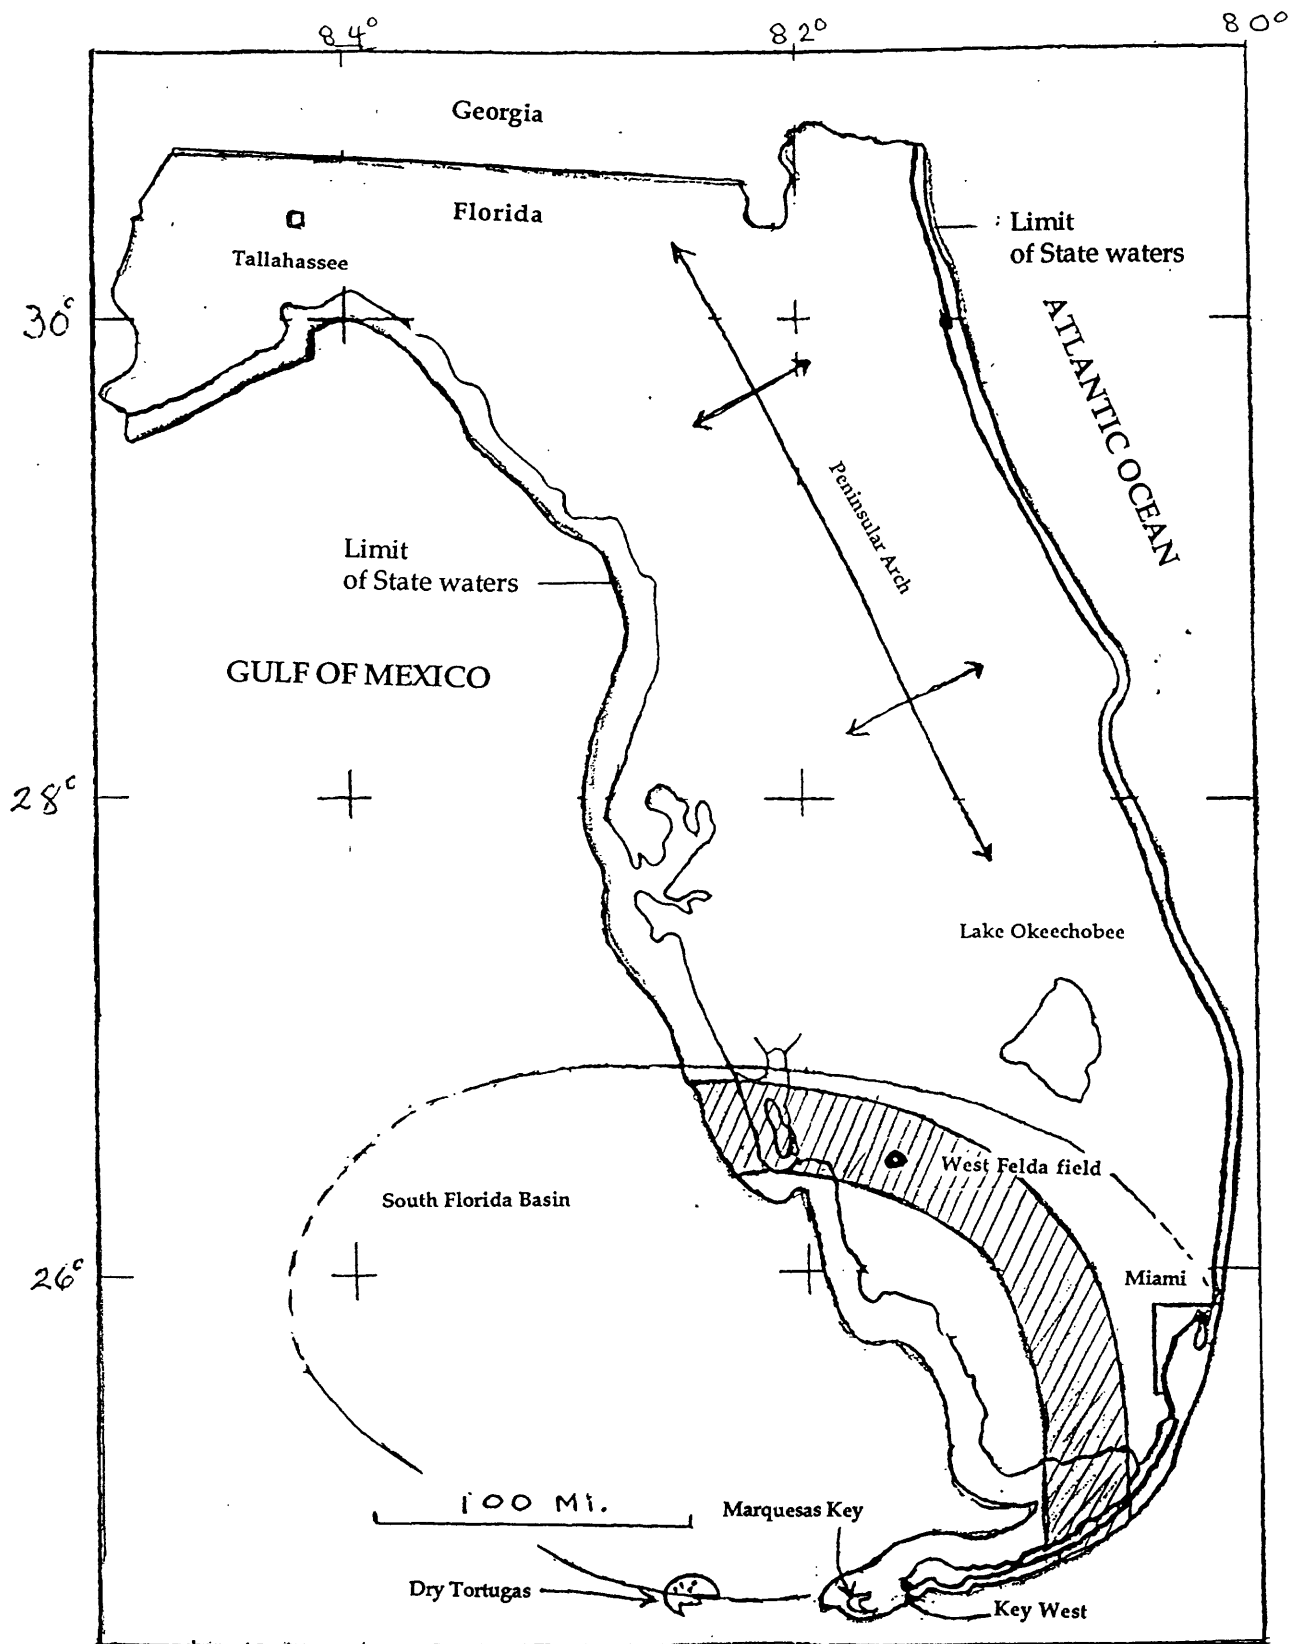 84°
82°
80°
Georgia
Florida
Tallahassee
Limit
of State waters
30°
ATLANTIC OCEAN
Peninsular Arch
Limit
of State waters
GULF OF MEXICO
28°
Lake Okeechobee
West Felda field
South Florida Basin
26°
Miami
100 MI.
Marquesas Key
Dry Tortugas
Key West